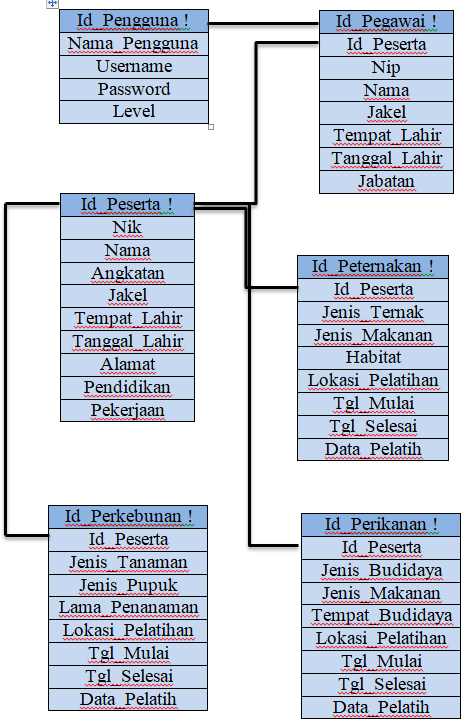 Id_Pengguna !
Nama_Pengguna
Username
Password
Level
Id_Pegawai !
Id_Peserta
Nip
Nama
Jakel
Tempat_Lahir
Tanggal_Lahir
Jabatan
Id_Peserta !
Nik
Nama
Angkatan
Jakel
Tempat_Lahir
Tanggal_Lahir
Alamat
Pendidikan
Pekerjaan
Id_Peternakan !
Id_Peserta
Jenis_Ternak
Jenis_Makanan
Habitat
Lokasi_Pelatihan
Tgl_Mulai
Tgl_Selesai
Data_Pelatih
Id_Perkebunan !
Id_Peserta
Jenis_Tanaman
Jenis_Pupuk
Lama_Penanaman
Lokasi_Pelatihan
Tgl_Mulai
Tgl_Selesai
Data_Pelatih
Id_Perikanan !
Id_Peserta
Jenis_Budidaya
Jenis_Makanan
Tempat_Budidaya
Lokasi_Pelatihan
Tgl_Mulai
Tgl_Selesai
Data_Pelatih